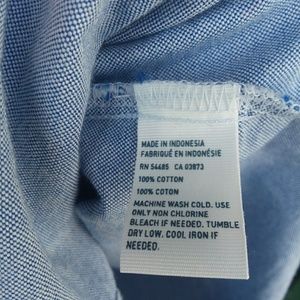 MADE IN INDONESIA
FABRIQUÉ EN INDONÉSIE
RN 54485 CA 03873
100% COTTON
100% COTON
MACHINE WASH COLD. USE
ONLY NON CHLORINE
BLEACH IF NEEDED. TUMBLE
DRY LOW. COOL IRON IF
NEEDED.